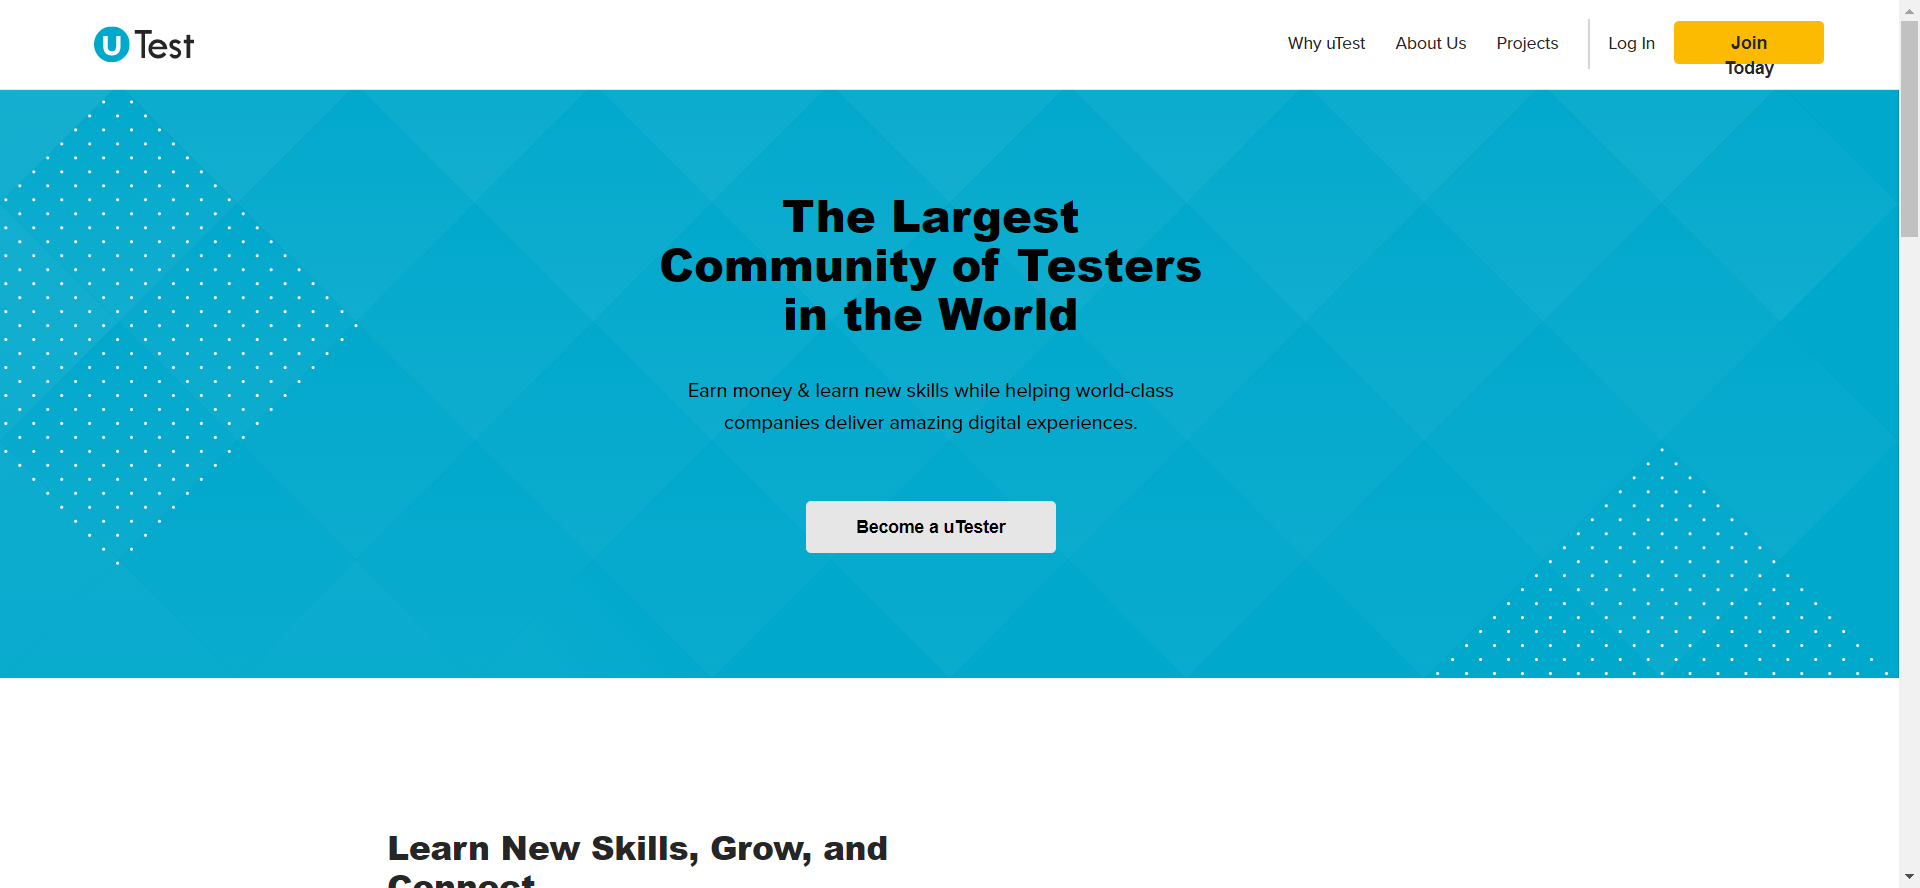 u Test
Why uTest
About Us
Projects
Log In
Join
Today
The Largest
Community of Testers
in the World
Earn money & learn new skills while helping world-class
companies deliver amazing digital experiences.
Become a uTester
Learn New Skills, Grow, and
Connect